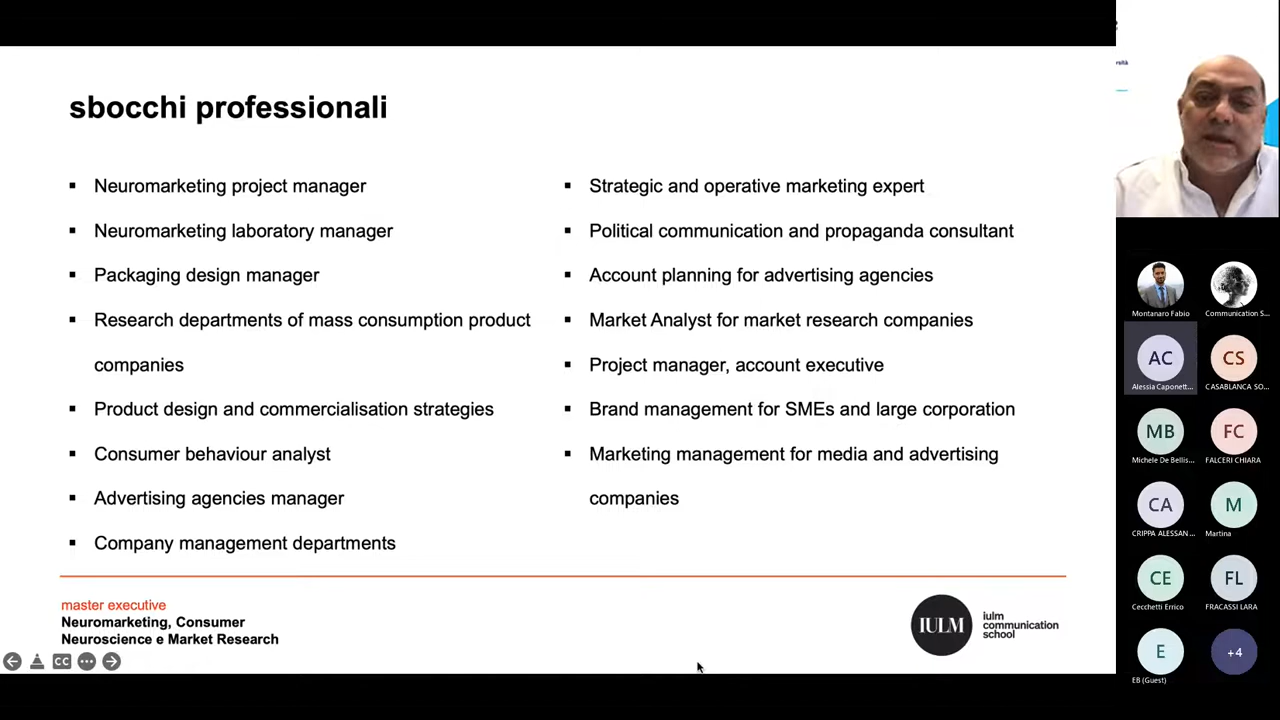 sbocchi professionali
▪ Neuromarketing project manager
▪ Neuromarketing laboratory manager
▪ Packaging design manager
▪ Research departments of mass consumption product
companies
▪ Product design and commercialisation strategies
▪ Consumer behaviour analyst
▪ Advertising agencies manager
▪ Company management departments
▪ Strategic and operative marketing expert
▪ Political communication and propaganda consultant
▪ Account planning for advertising agencies
▪ Market Analyst for market research companies
▪ Project manager, account executive
▪ Brand management for SMEs and large corporation
▪ Marketing management for media and advertising
companies
master executive
Neuromarketing, Consumer
Neuroscience e Market Research
IULM
iulm
communication
school
CC
Montanaro Fabio
Communication S...
AC
Alessia Caponett...
CS
CASABLANCA SO...
MB
Michele De Bellis...
FC
FALCERI CHIARA
CA
CRIPPA ALESSAN...
M
Martina
CE
Cecchetti Errico
FL
FRACASSI LARA
E
EB (Guest)
+4